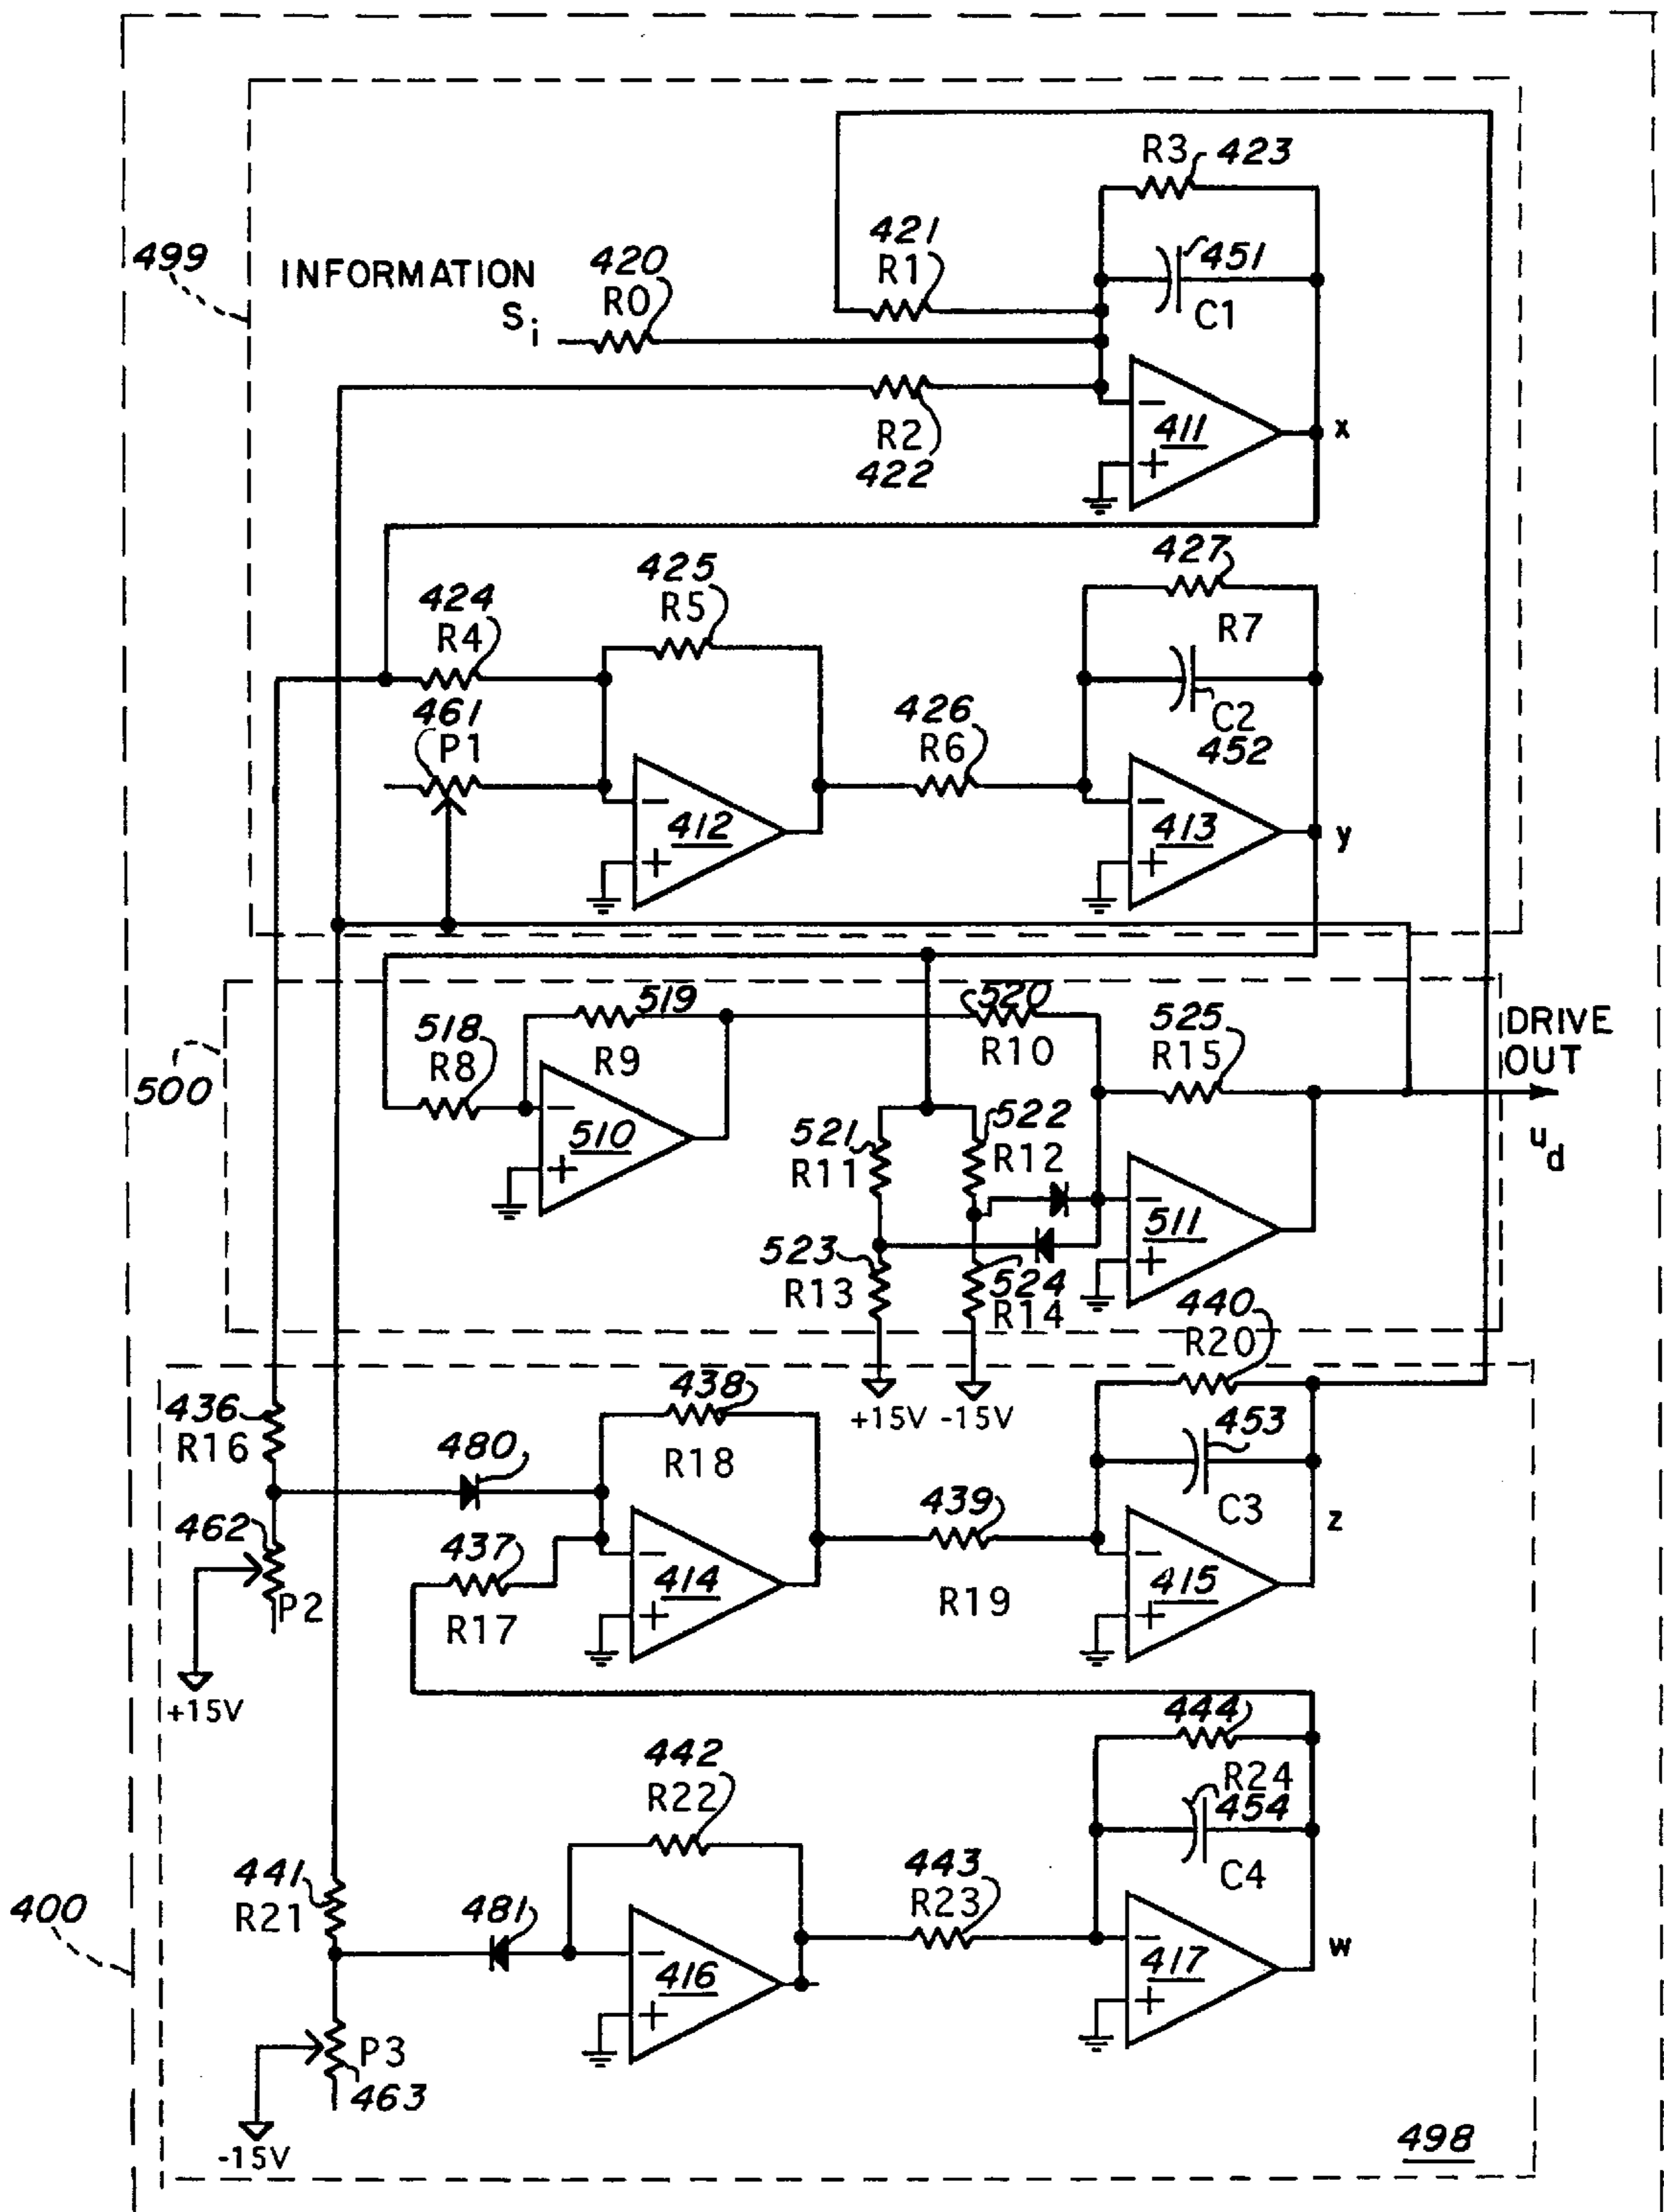 R3 423
499
421
R1
451
C1
INFORMATION
420
R0
S i
R2
422
411
x
424
R4
425
R5
427
R7
461
P1
426
R6
C2
452
412
413
y
518
R8
519
R9
520
R10
525
R15
DRIVE
OUT
u d
500
510
521
R11
522
R12
511
523
R13
524
R14
440
R20
+15V -15V
436
R16
438
R18
480
453
C3
439
R19
z
462
P2
437
R17
414
415
+15V
444
R24
454
C4
442
R22
443
R23
441
R21
481
400
416
417
w
P3
463
-15V
498